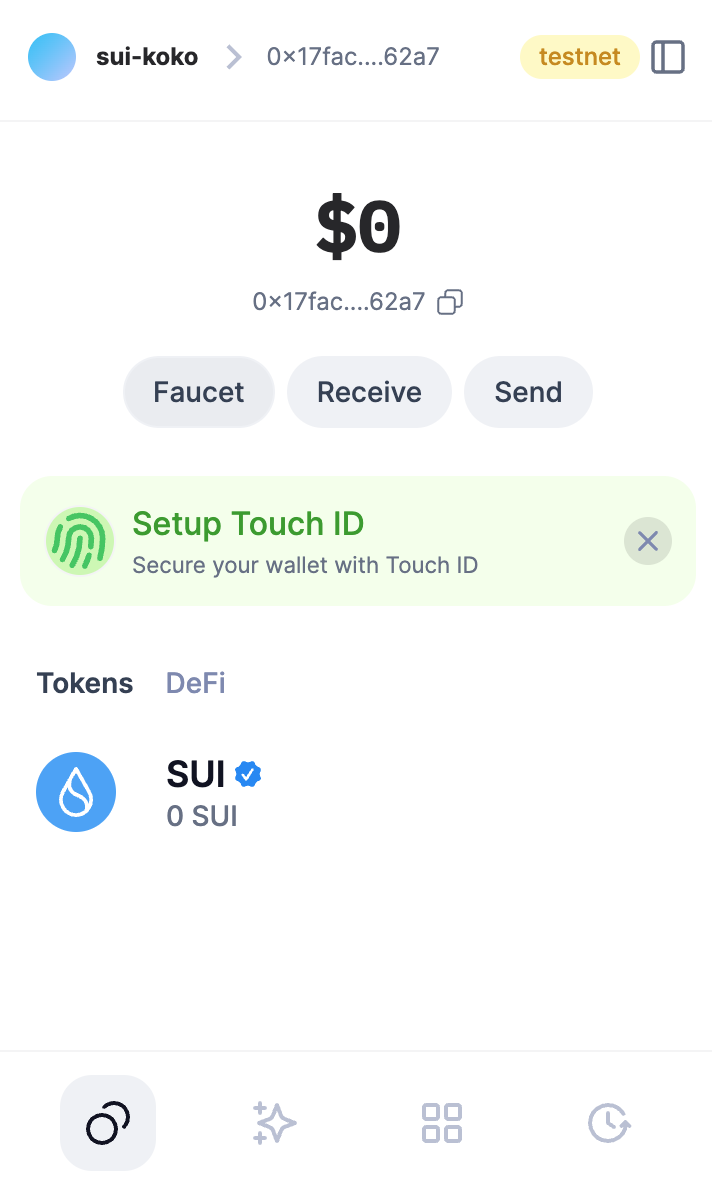 sui-koko > 0×17fac....62a7 testnet
$0
0×17fac....62a7
Faucet Receive Send
Setup Touch ID
Secure your wallet with Touch ID
Tokens DeFi
SUI
0 SUI